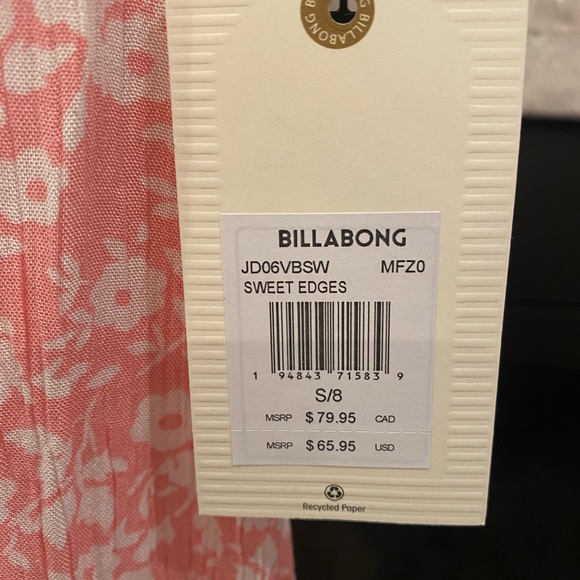 G BILLABONG B
BILLABONG
JD06VBSW MFZ0
SWEET EDGES
1 94843 71583 9
S/8
MSRP $79.95 CAD
MSRP $65.95 USD
Recycled Paper